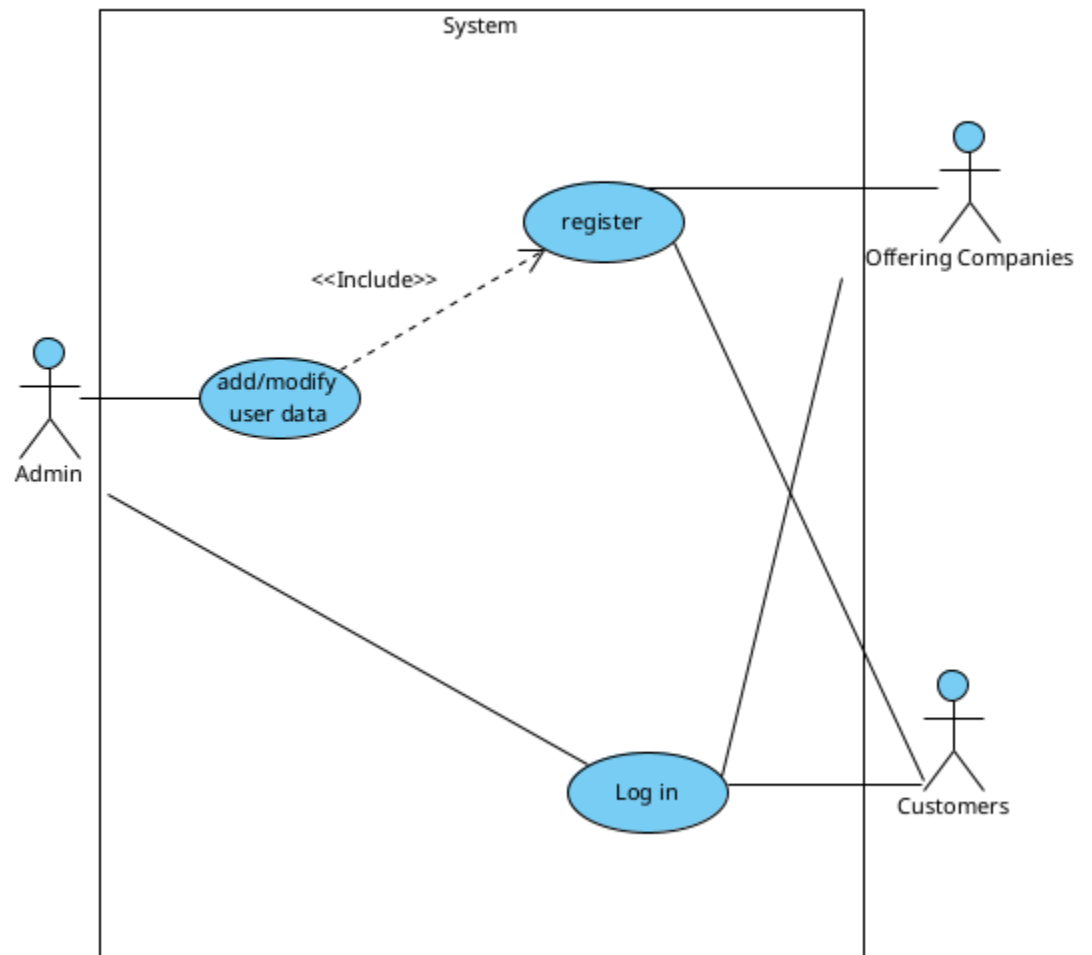 System
register
Offering Companies
<<Include>>
add/modify
user data
Admin
Log in
Customers